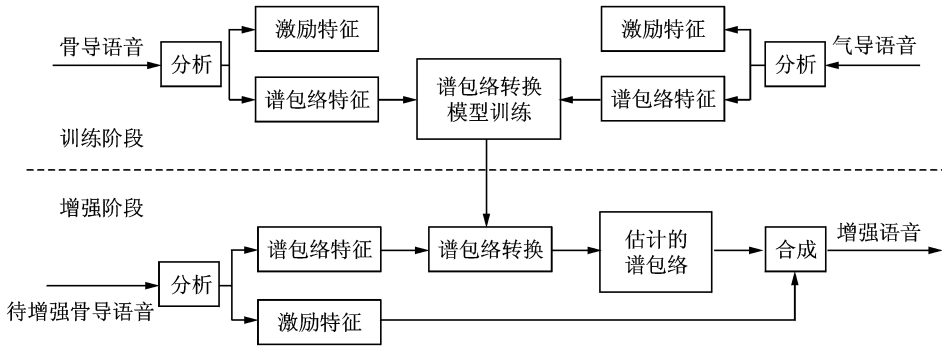 骨导语音
分析
激励特征
谱包络特征
谱包络转换
模型训练
激励特征
谱包络特征
分析
气导语音
训练阶段
增强阶段
待增强骨导语音
分析
谱包络特征
激励特征
谱包络转换
估计的
谱包络
合成
增强语音